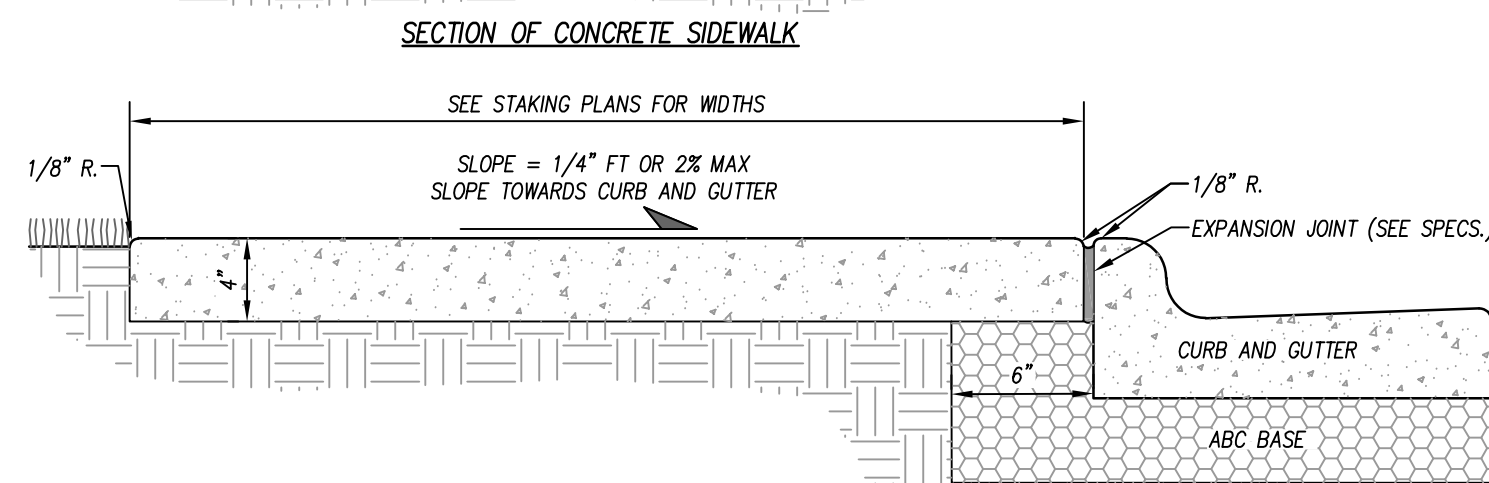 SECTION OF CONCRETE SIDEWALK
SEE STAKING PLANS FOR WIDTHS
1/8" R.
SLOPE = 1/4" FT OR 2% MAX
SLOPE TOWARDS CURB AND GUTTER
1/8" R.
EXPANSION JOINT (SEE SPECS.)
4"
CURB AND GUTTER
6"
ABC BASE